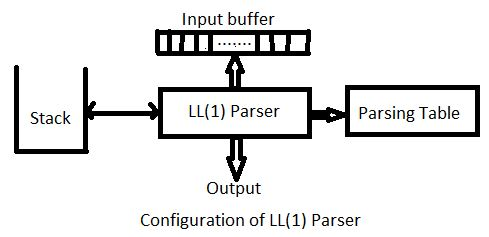 Input buffer
.......
Stack
LL(1) Parser
Parsing Table
Output
Configuration of LL(1) Parser